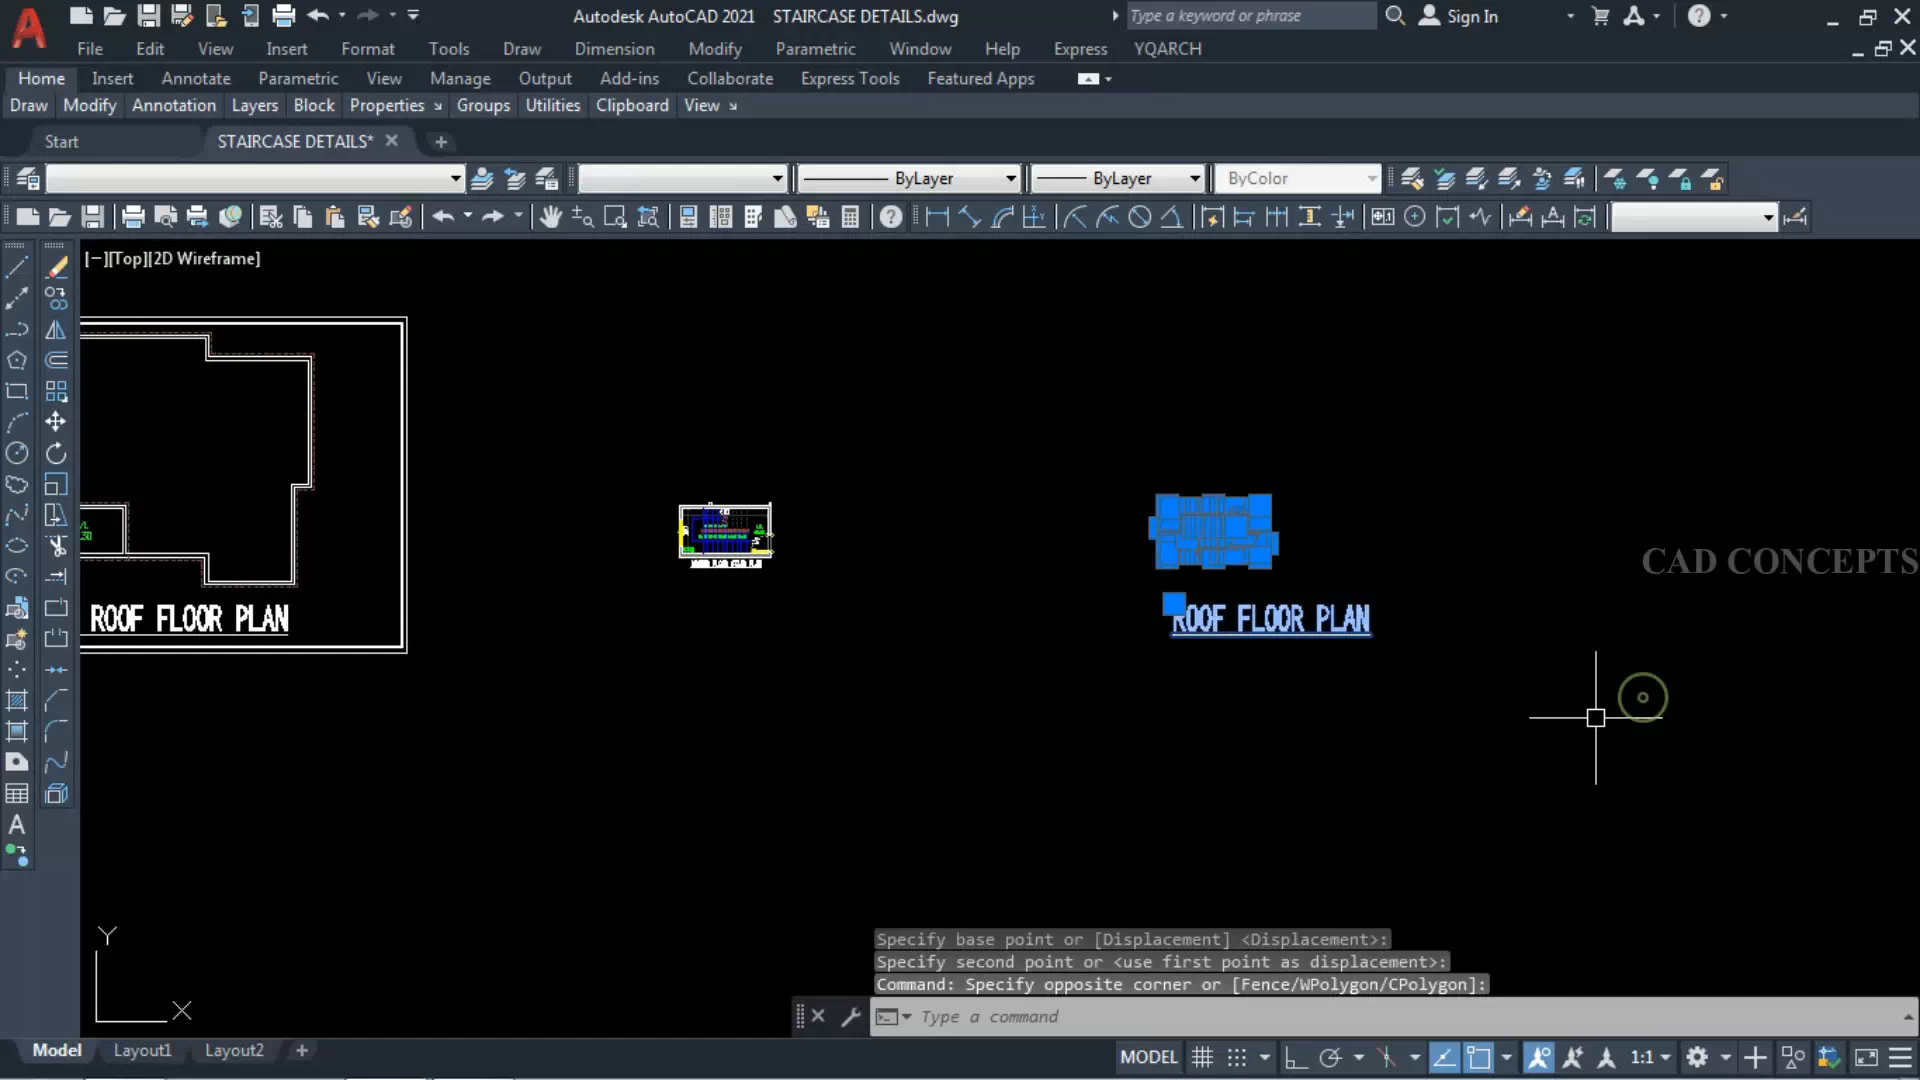 Autodesk AutoCAD 2021 STAIRCASE DETAILS.dwg
Type a keyword or phrase
Sign In
File Edit View Insert Format Tools Draw Dimension Modify Parametric Window Help Express YQARCH
Home Insert Annotate Parametric View Manage Output Add-ins Collaborate Express Tools Featured Apps
Draw Modify Annotation Layers Block Properties Groups Utilities Clipboard View
Start STAIRCASE DETAILS*
ByLayer ByLayer ByColor
[−][Top][2D Wireframe]
CAD CONCEPTS
ROOF FLOOR PLAN
ROOF FLOOR PLAN
Specify base point or [Displacement] <Displacement>:
Specify second point or <use first point as displacement>:
Command: Specify opposite corner or [Fence/WPolygon/CPolygon]:
Type a command
Y
X
Model Layout1 Layout2
MODEL 1:1